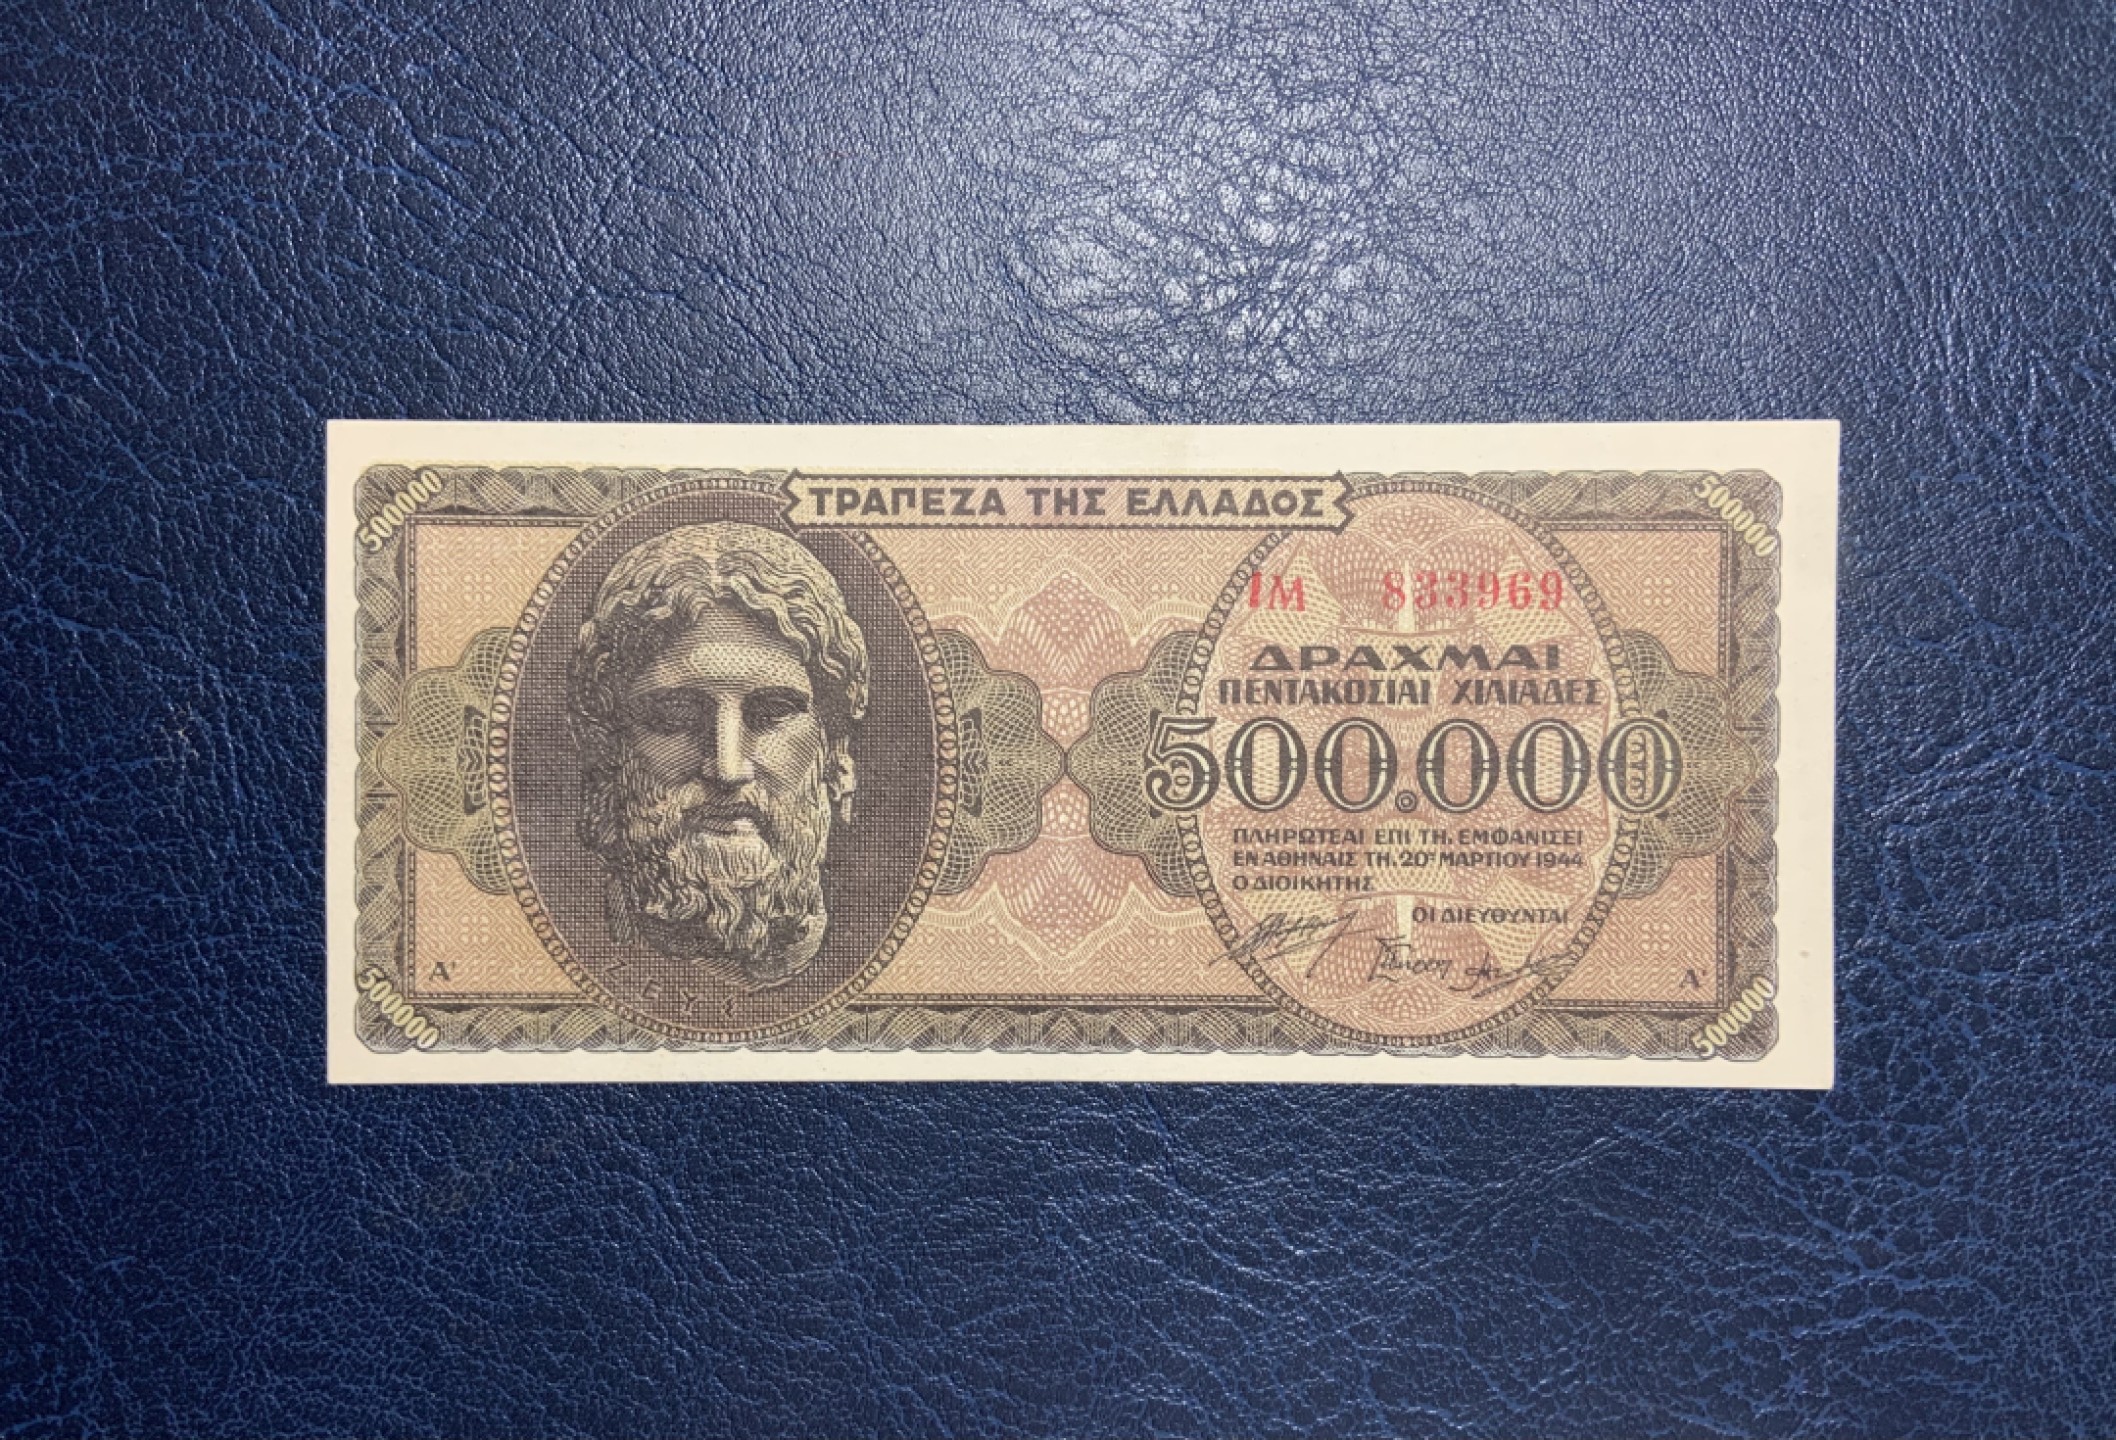 500000
500000
ΤΡΑΠΕΖΑ ΤΗΣ ΕΛΛΑΔΟΣ
ΙΜ 833969
ΔΡΑΧΜΑΙ
ΠΕΝΤΑΚΟΣΙΑΙ ΧΙΛΙΑΔΕΣ
500.000
ΠΛΗΡΩΤΕΑΙ ΕΠΙ ΤΗ. ΕΜΦΑΝΙΣΕΙ
ΕΝ ΑΘΗΝΑΙΣ ΤΗ. 20ῌ ΜΑΡΤΙΟΥ 1944
Ο ΔΙΟΙΚΗΤΗΣ
ΟΙ ΔΙΕΥΘΥΝΤΑΙ
Α'
ΖΕΥΣ
Α'
500000
500000